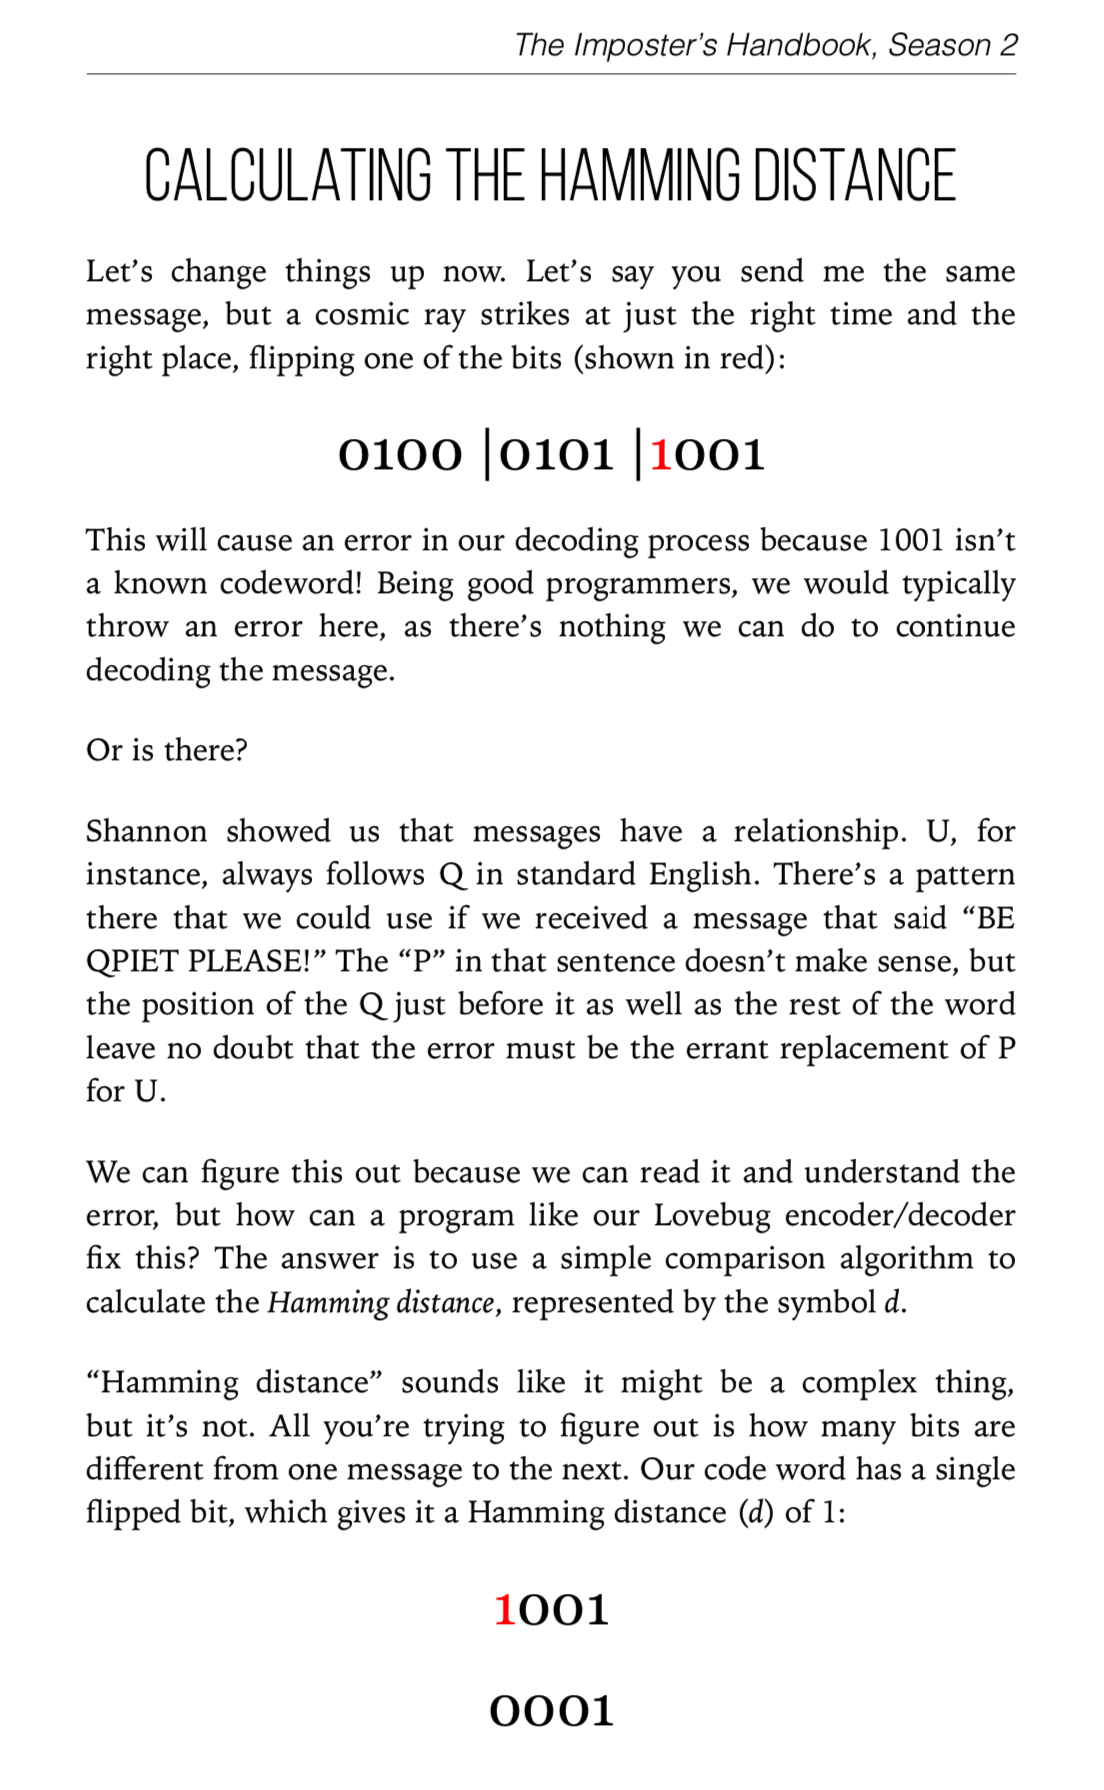 The Imposter’s Handbook, Season 2
CALCULATING THE HAMMING DISTANCE
Let’s change things up now. Let’s say you send me the same
message, but a cosmic ray strikes at just the right time and the
right place, flipping one of the bits (shown in red):
0100 |0101 |1001
This will cause an error in our decoding process because 1001 isn’t
a known codeword! Being good programmers, we would typically
throw an error here, as there’s nothing we can do to continue
decoding the message.
Or is there?
Shannon showed us that messages have a relationship. U, for
instance, always follows Q in standard English. There’s a pattern
there that we could use if we received a message that said “BE
QPIET PLEASE!” The “P” in that sentence doesn’t make sense, but
the position of the Q just before it as well as the rest of the word
leave no doubt that the error must be the errant replacement of P
for U.
We can figure this out because we can read it and understand the
error, but how can a program like our Lovebug encoder/decoder
fix this? The answer is to use a simple comparison algorithm to
calculate the Hamming distance, represented by the symbol d.
“Hamming distance” sounds like it might be a complex thing,
but it’s not. All you’re trying to figure out is how many bits are
different from one message to the next. Our code word has a single
flipped bit, which gives it a Hamming distance (d) of 1:
1001
0001